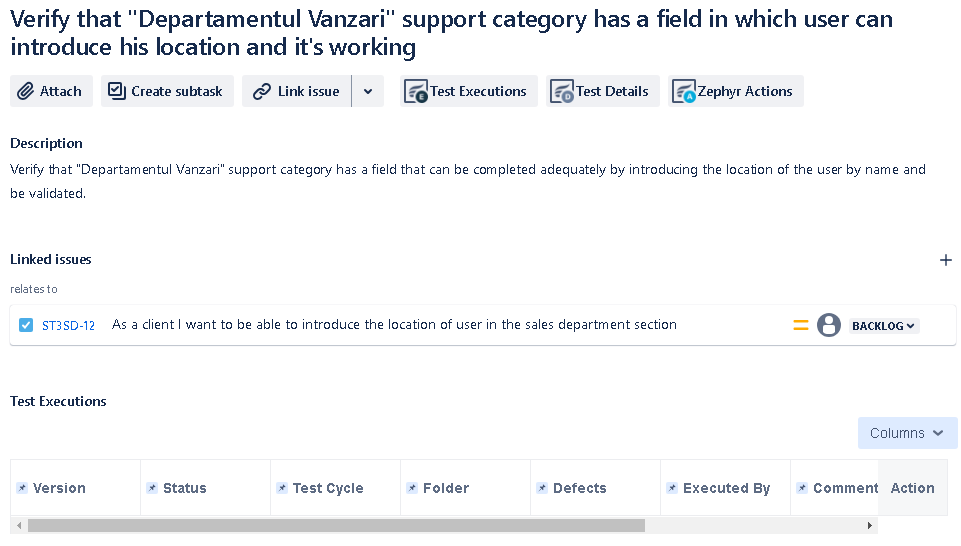 Verify that "Departamentul Vanzari" support category has a field in which user can
introduce his location and it's working
Attach
Create subtask
Link issue
Test Executions
Test Details
Zephyr Actions
Description
Verify that "Departamentul Vanzari" support category has a field that can be completed adequately by introducing the location of the user by name and
be validated.
Linked issues
relates to
ST3SD-12 As a client I want to be able to introduce the location of user in the sales department section BACKLOG
Test Executions
Columns
Version Status Test Cycle Folder Defects Executed By Comment Action